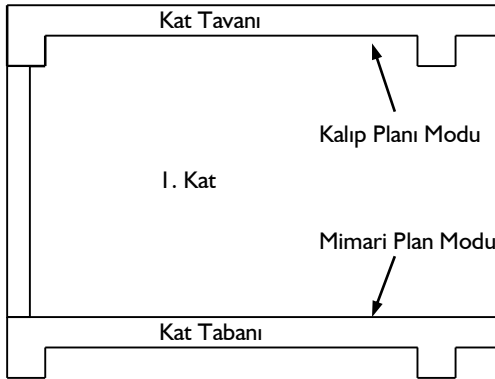 Kat Tavanı
Kalıp Planı Modu
1. Kat
Mimari Plan Modu
Kat Tabanı